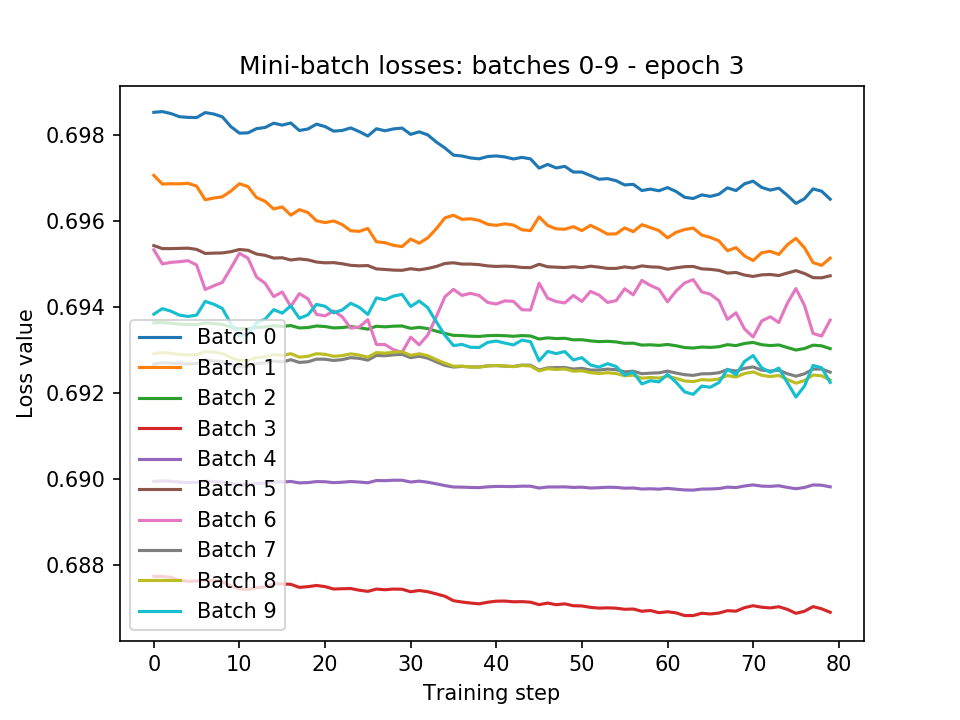 Mini-batch losses: batches 0-9 - epoch 3
Loss value
0.698
0.696
0.694
0.692
0.690
0.688
Batch 0
Batch 1
Batch 2
Batch 3
Batch 4
Batch 5
Batch 6
Batch 7
Batch 8
Batch 9
0 10 20 30 40 50 60 70 80
Training step